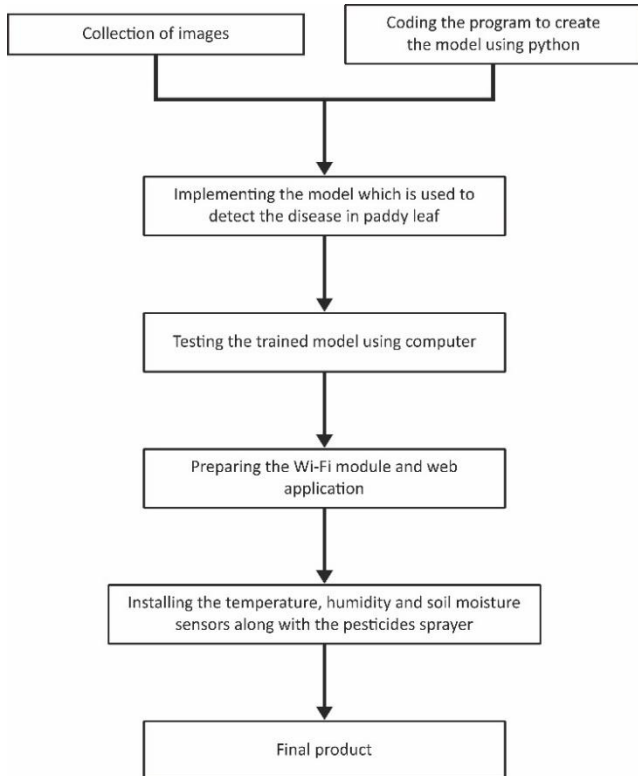 Collection of images
Coding the program to create
the model using python
Implementing the model which is used to
detect the disease in paddy leaf
Testing the trained model using computer
Preparing the Wi-Fi module and web
application
Installing the temperature, humidity and soil moisture
sensors along with the pesticides sprayer
Final product